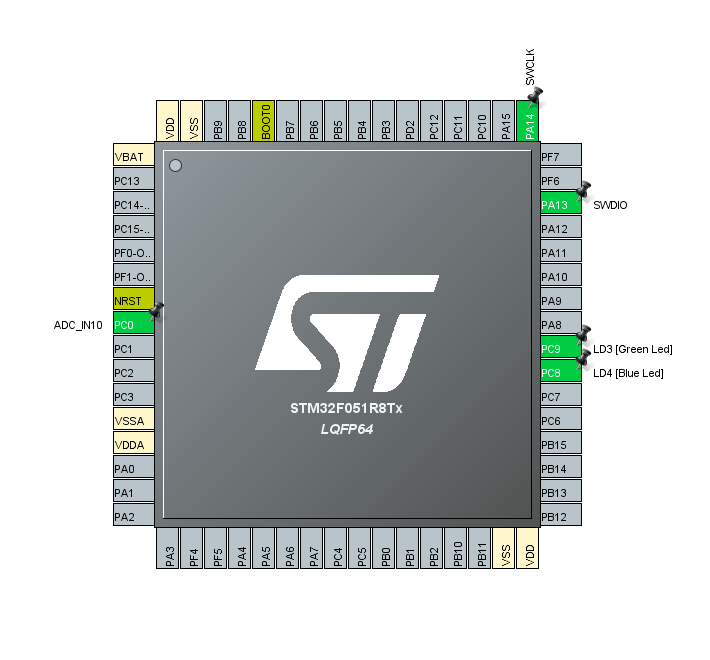 SWCLK
VDD
VSS
PB9
PB8
BOOT0
PB7
PB6
PB5
PB4
PB3
PD2
PC12
PC11
PC10
PA15
PA14
VBAT
PC13
PC14-..
PC15-..
PF0-O..
PF1-O..
NRST
ADC_IN10 PC0
PC1
PC2
PC3
VSSA
VDDA
PA0
PA1
PA2
ST
STM32F051R8Tx
LQFP64
PF7
PF6
PA13 SWDIO
PA12
PA11
PA10
PA9
PA8
PC9 LD3 [Green Led]
PC8 LD4 [Blue Led]
PC7
PC6
PB15
PB14
PB13
PB12
PA3
PF4
PF5
PA4
PA5
PA6
PA7
PC4
PC5
PB0
PB1
PB2
PB10
PB11
VSS
VDD